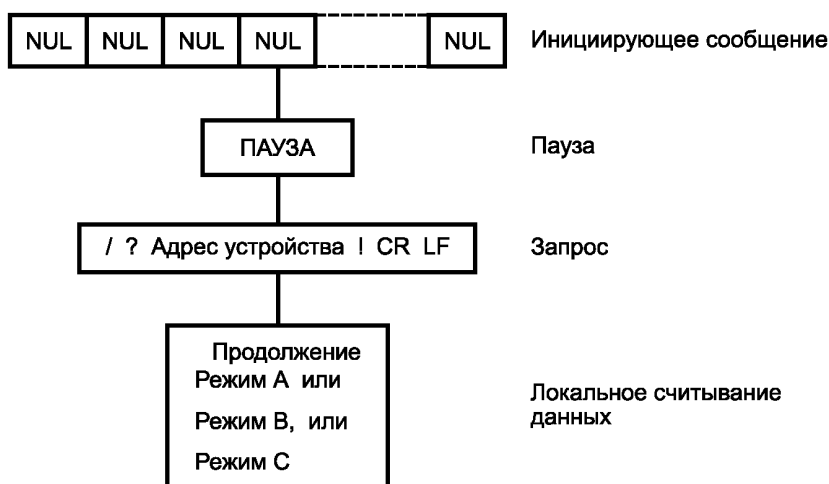 NUL NUL NUL NUL NUL Инициирующее сообщение
ПАУЗА Пауза
/ ? Адрес устройства ! CR LF Запрос
Продолжение
Режим А или
Режим В, или
Режим С
Локальное считывание
данных